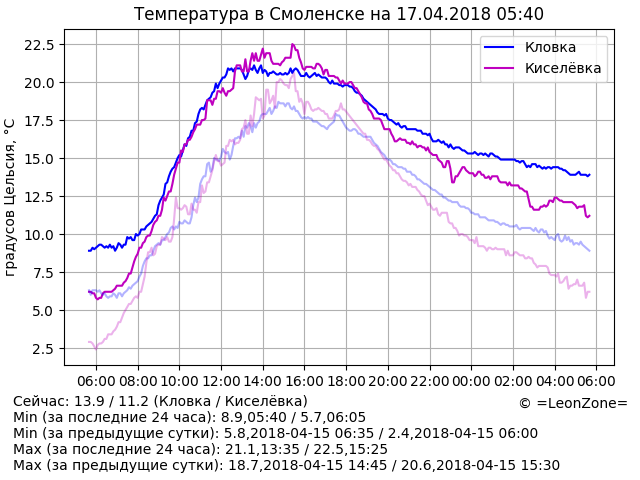 Температура в Смоленске на 17.04.2018 05:40
Кловка
Киселёвка
градусов Цельсия, °C
22.5
20.0
17.5
15.0
12.5
10.0
7.5
5.0
2.5
06:00 08:00 10:00 12:00 14:00 16:00 18:00 20:00 22:00 00:00 02:00 04:00 06:00
Сейчас: 13.9 / 11.2 (Кловка / Киселёвка)
© =LeonZone=
Min (за последние 24 часа): 8.9,05:40 / 5.7,06:05
Min (за предыдущие сутки): 5.8,2018-04-15 06:35 / 2.4,2018-04-15 06:00
Max (за последние 24 часа): 21.1,13:35 / 22.5,15:25
Max (за предыдущие сутки): 18.7,2018-04-15 14:45 / 20.6,2018-04-15 15:30